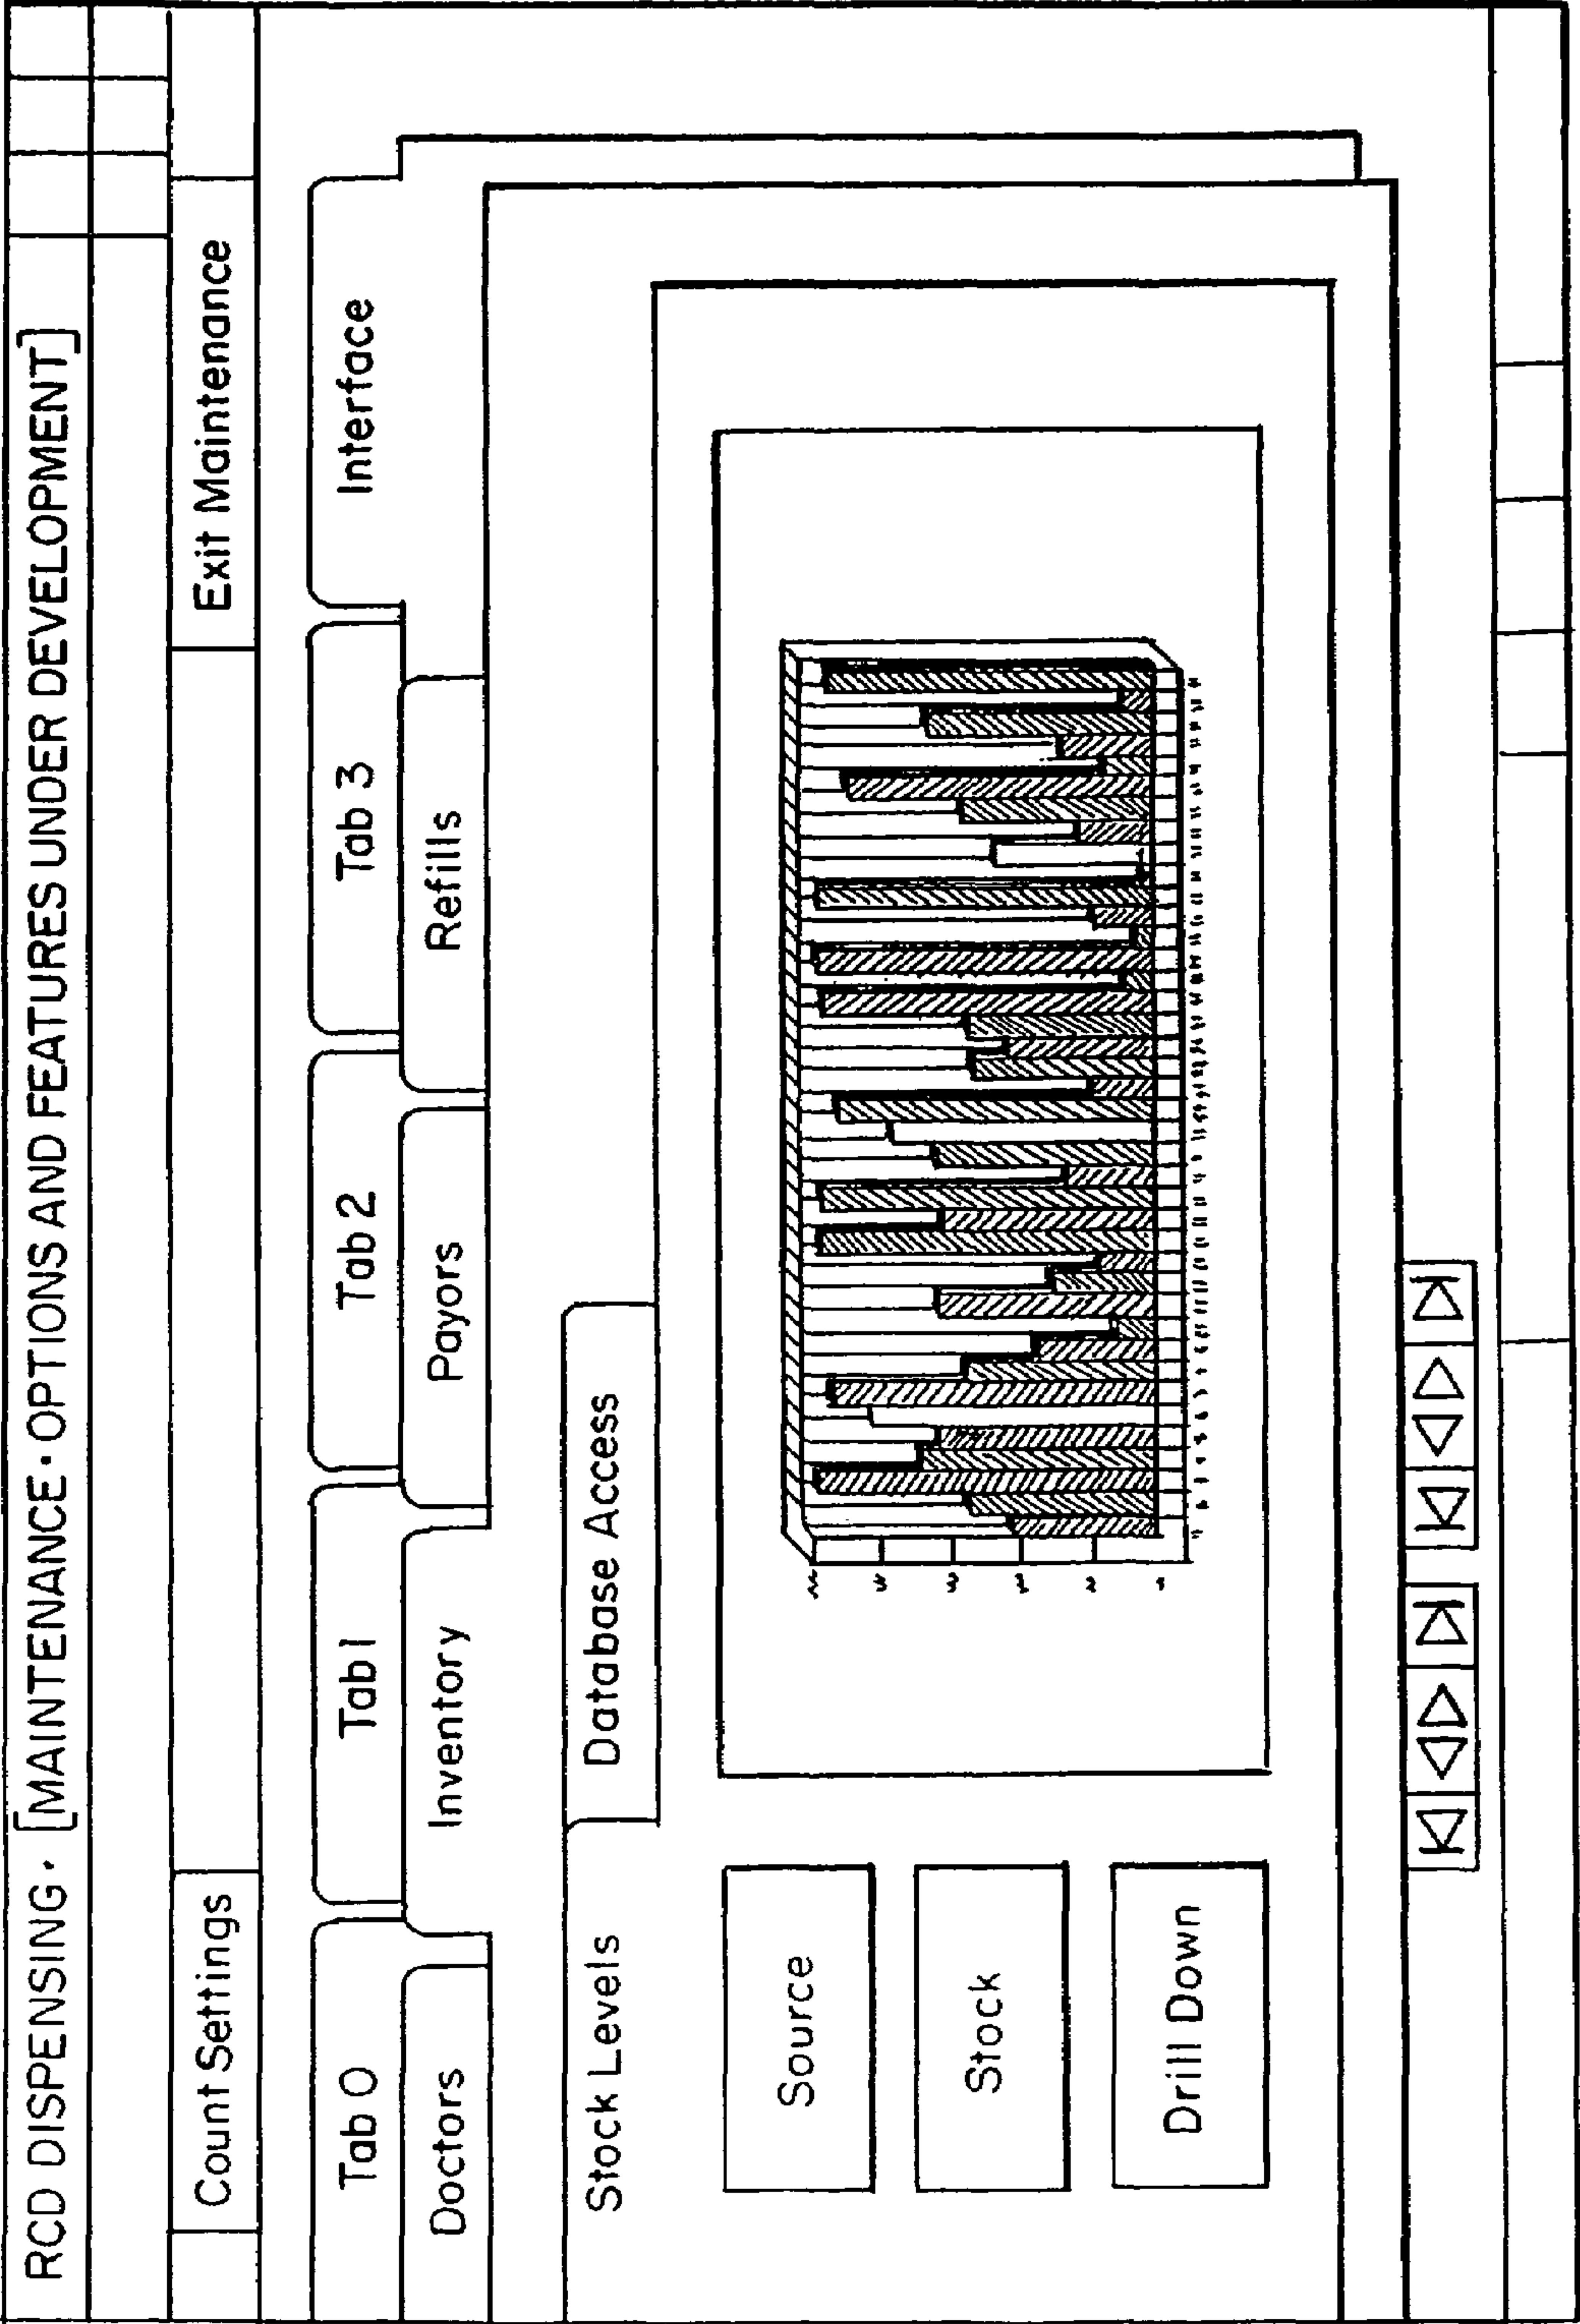 RCD DISPENSING · [MAINTENANCE · OPTIONS AND FEATURES UNDER DEVELOPMENT]
Count Settings Exit Maintenance
Tab 0 Tab 1 Tab 2 Tab 3 Interface
Doctors Inventory Payors Refills
Stock Levels Database Access
Source
Stock
Drill Down